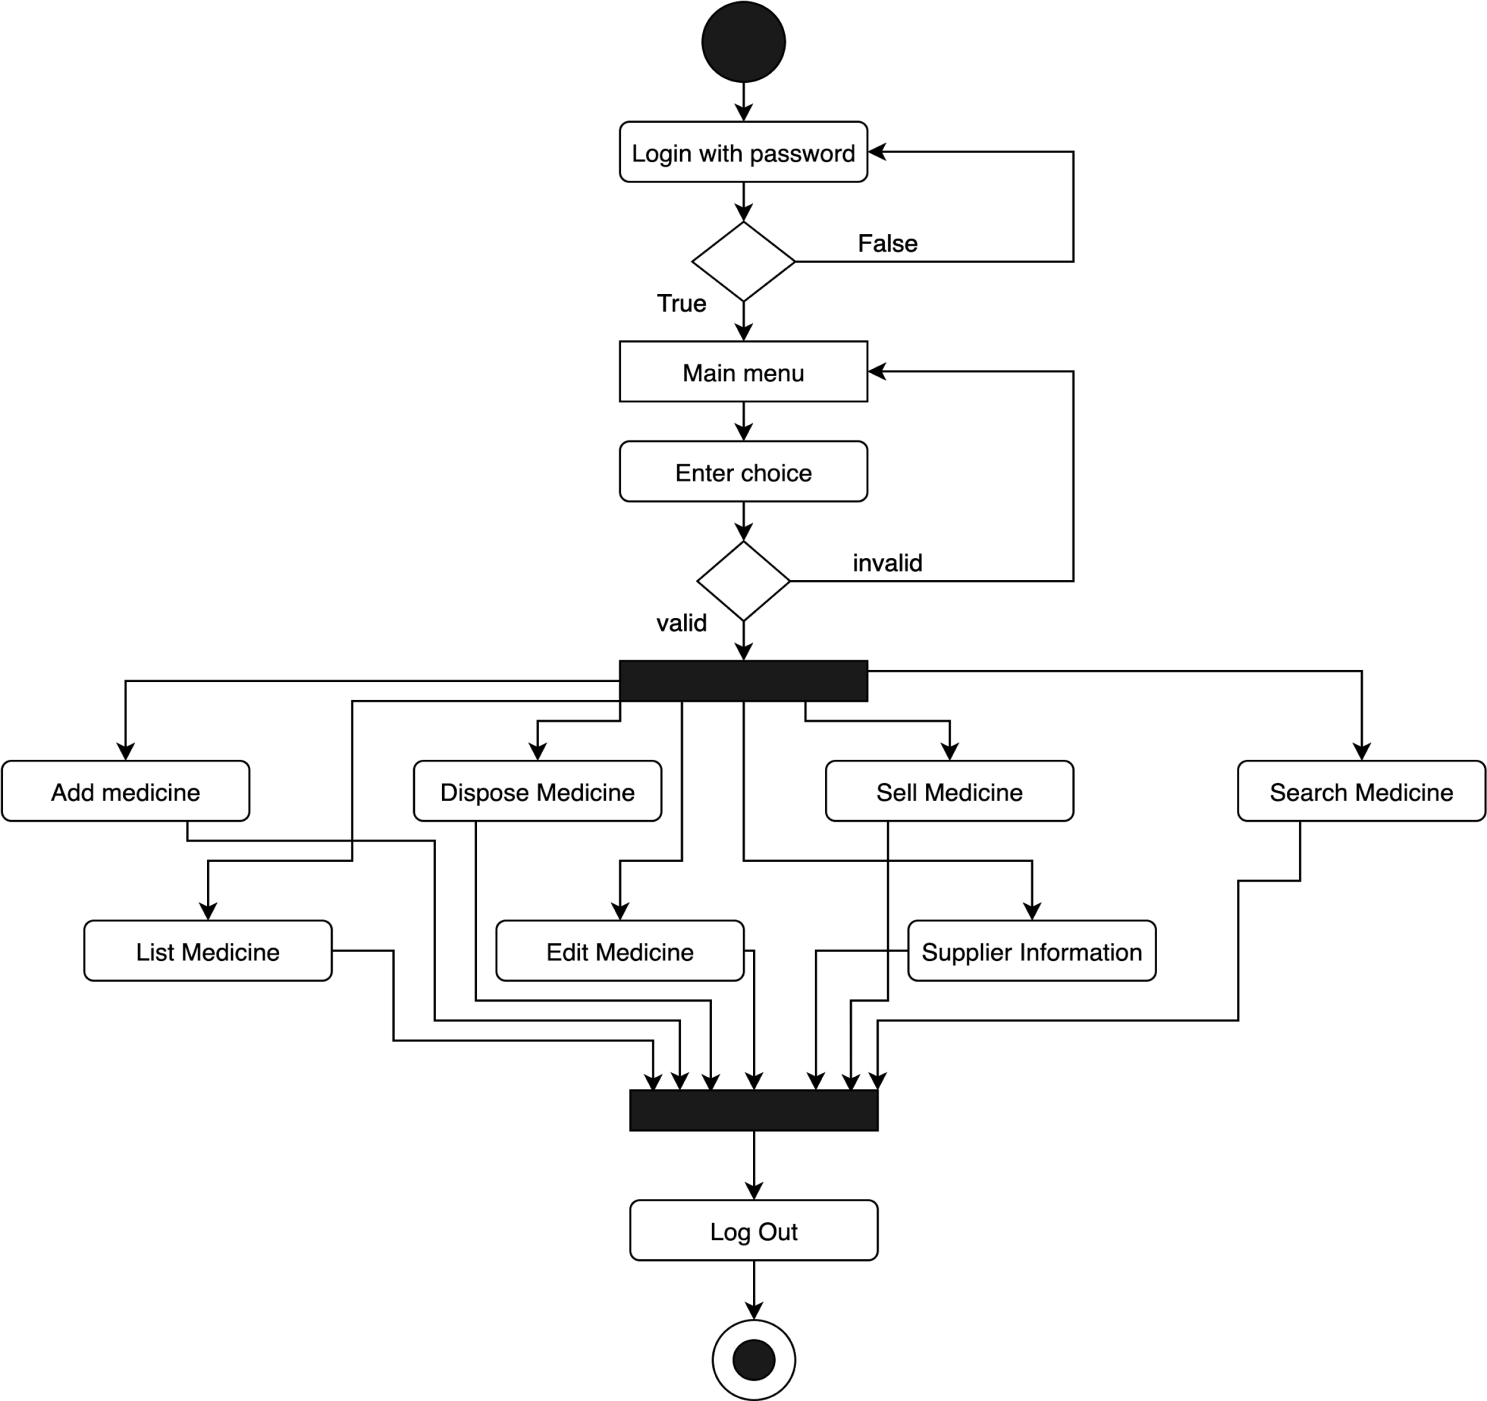 Login with password
False
True
Main menu
Enter choice
invalid
valid
Add medicine
Dispose Medicine
Sell Medicine
Search Medicine
List Medicine
Edit Medicine
Supplier Information
Log Out